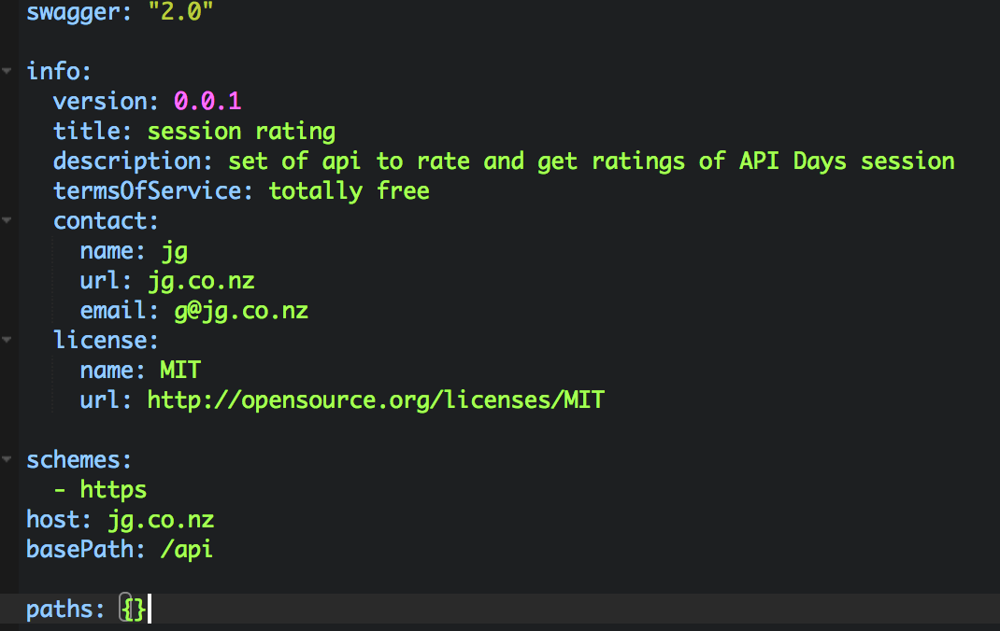 swagger: "2.0"
info:
version: 0.0.1
title: session rating
description: set of api to rate and get ratings of API Days session
termsOfService: totally free
contact:
name: jg
url: jg.co.nz
email: g@jg.co.nz
license:
name: MIT
url: http://opensource.org/licenses/MIT
schemes:
- https
host: jg.co.nz
basePath: /api
paths: {}